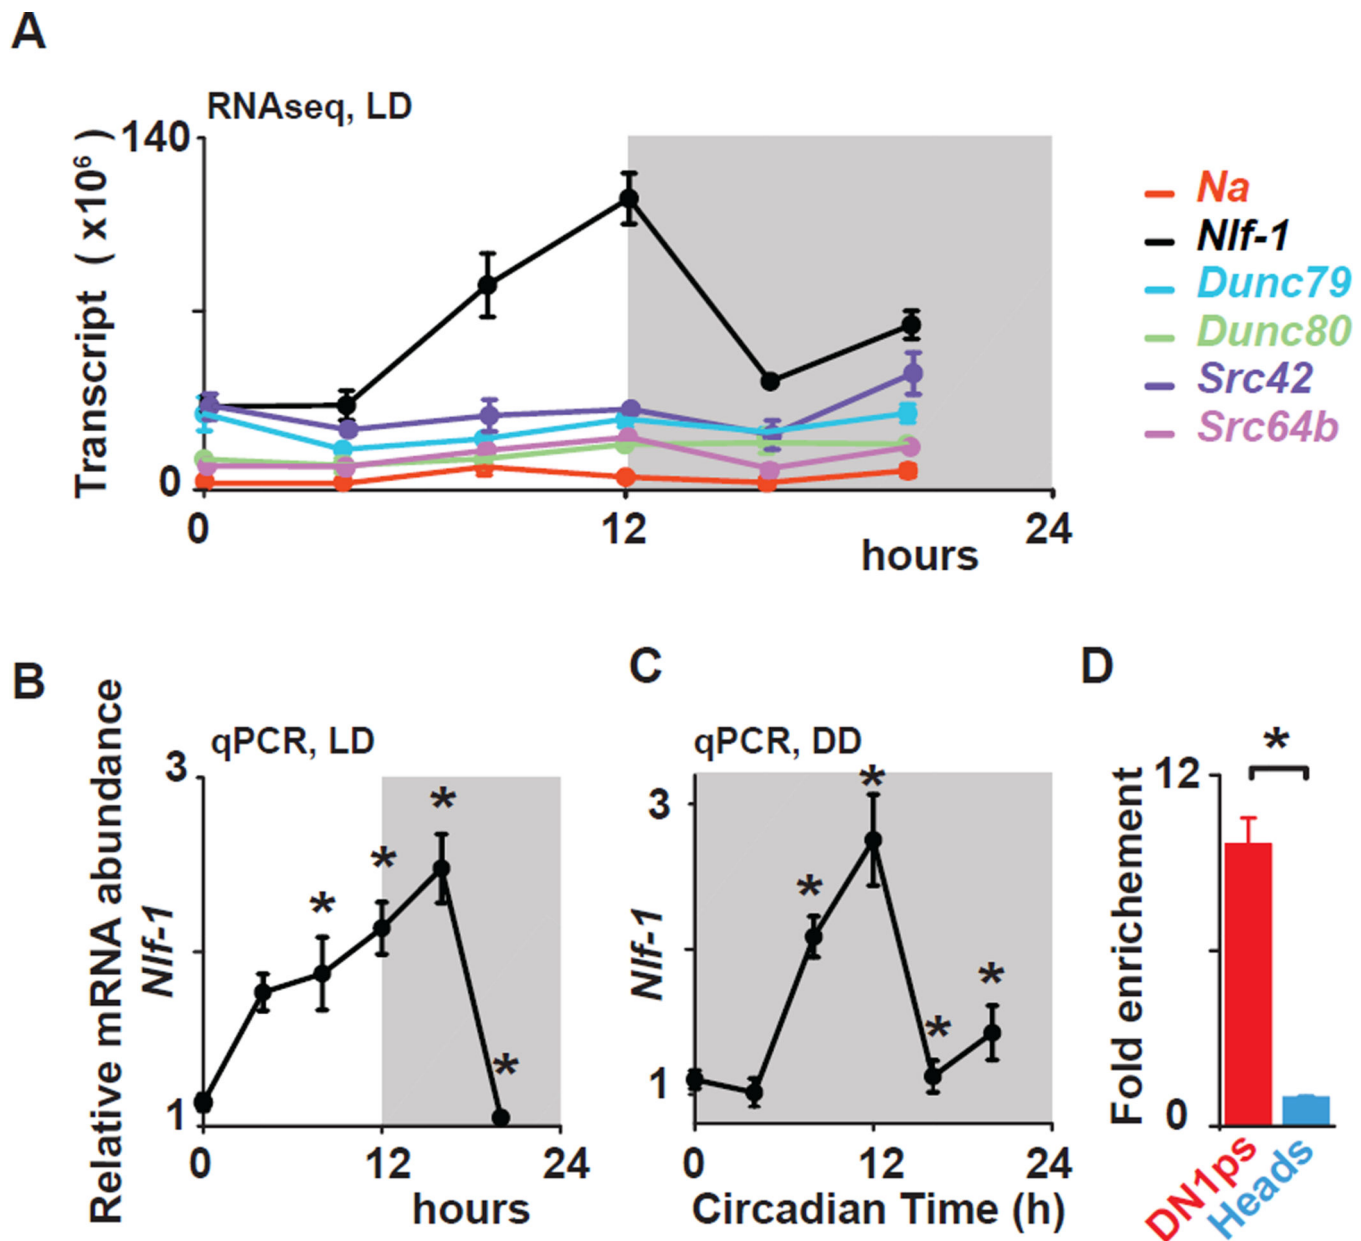 A
RNAseq, LD
Transcript ( x10⁶ )
140
0
0 12 24
hours
Na
Nlf-1
Dunc79
Dunc80
Src42
Src64b
B
Relative mRNA abundance
Nlf-1
qPCR, LD
3
1
* * * *
0 12 24
hours
C
qPCR, DD
Nlf-1
3
1
* * * *
0 12 24
Circadian Time (h)
D
Fold enrichement
12
0
*
DN1ps
Heads